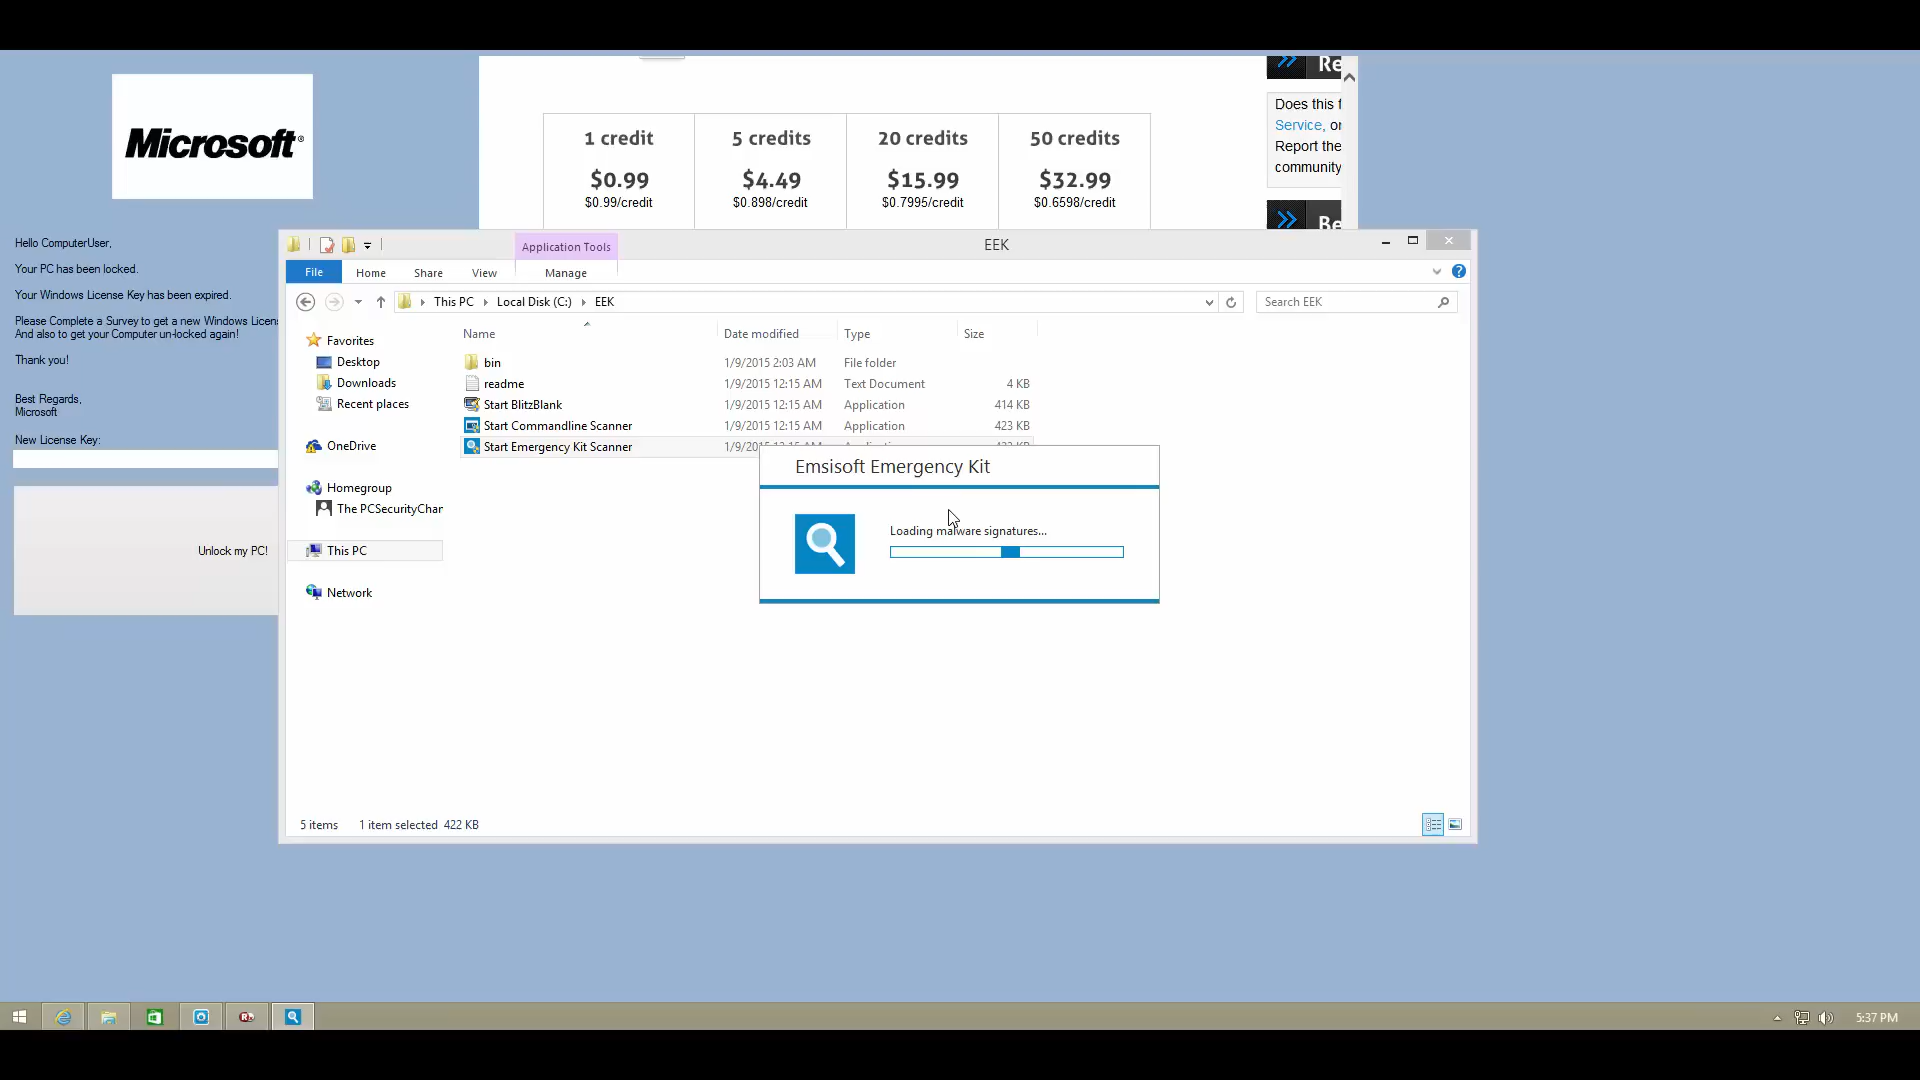 Microsoft®
Hello ComputerUser,
Your PC has been locked.
Your Windows License Key has been expired.
Please Complete a Survey to get a new Windows
And also to get your Computer un-locked again!
Thank you!
Best Regards,
Microsoft
New License Key:
Unlock my PC!
1 credit 5 credits 20 credits 50 credits
$0.99 $4.49 $15.99 $32.99
$0.99/credit $0.898/credit $0.7995/credit $0.6598/credit
Re
Does this
Service, or
Report the
community
Be
Application Tools EEK
File Home Share View Manage
This PC Local Disk (C:) EEK Search EEK
Favorites
Desktop
Downloads
Recent places
OneDrive
Homegroup
The PCSecurityChan
This PC
Network
Name Date modified Type Size
bin 1/9/2015 2:03 AM File folder
readme 1/9/2015 12:15 AM Text Document 4 KB
Start BlitzBlank 1/9/2015 12:15 AM Application 414 KB
Start Commandline Scanner 1/9/2015 12:15 AM Application 423 KB
Start Emergency Kit Scanner
Emsisoft Emergency Kit
Loading malware signatures...
5 items 1 item selected 422 KB
5:37 PM